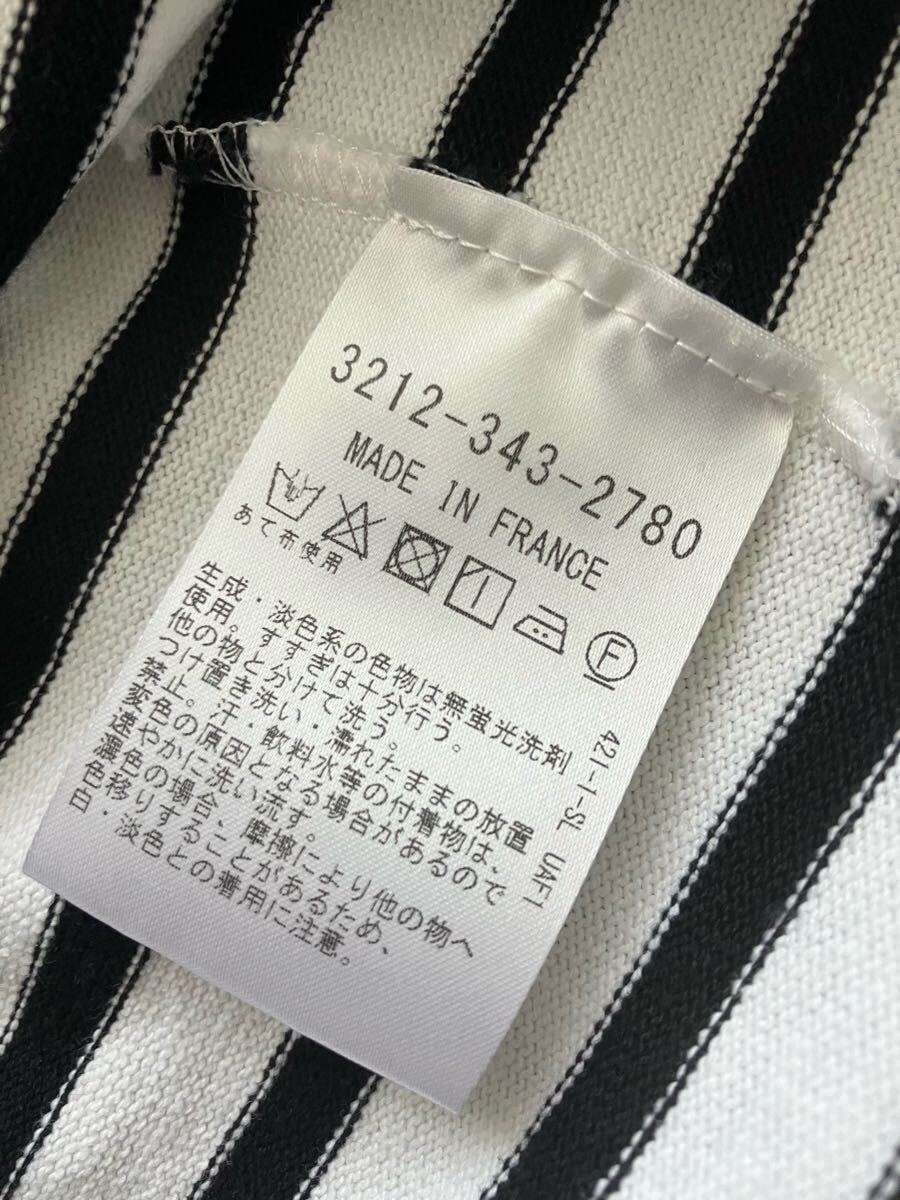 3212-343-2780
MADE IN FRANCE
F
あて布使用
生成・淡色系の色物は無蛍光洗剤
使用。すすぎは十分行う。
他の物と分けて洗う。
つけ置き洗い・濡れたままの放置
禁止。汗・飲料水等の付着物は、
変色の原因となる場合があるので
速やかに洗い流す。
濃色の場合、摩擦により他の物へ
色移りすることがあるため、
白・淡色との着用に注意。
421-1-SL UAF1